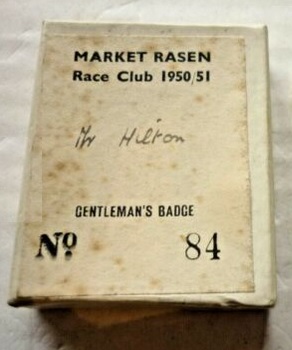 MARKET RASEN
Race Club 1950/51
Mr Hilton
GENTLEMAN'S BADGE
No 84